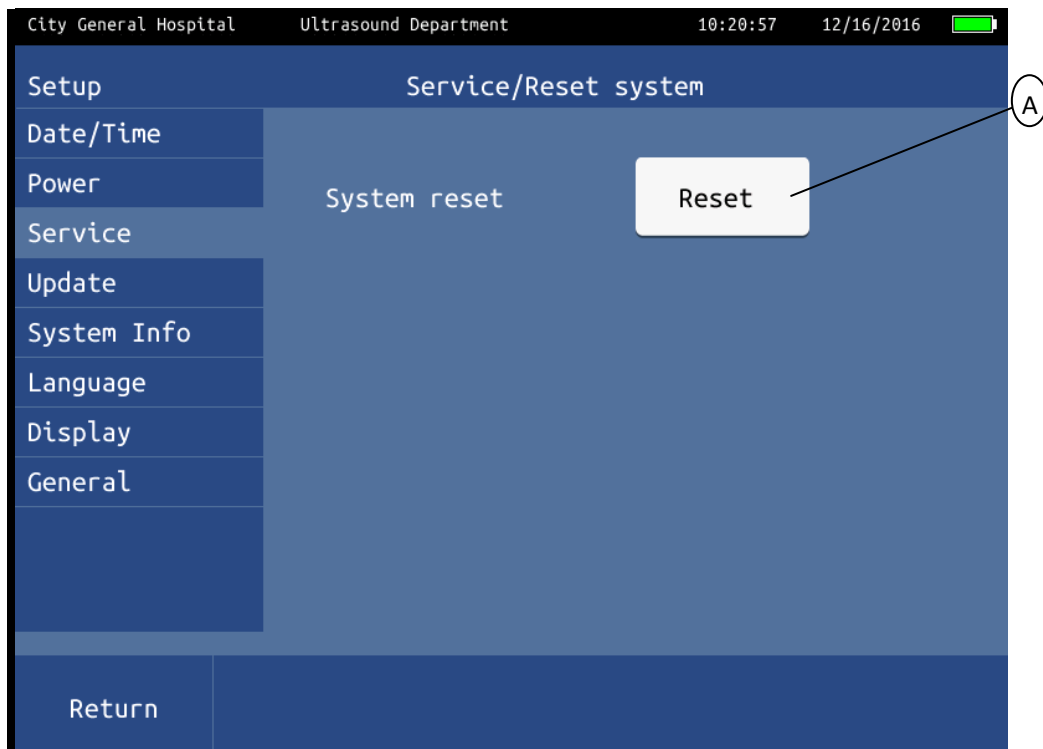 City General Hospital Ultrasound Department 10:20:57 12/16/2016
Setup Service/Reset system
A
Date/Time
Power
System reset Reset
Service
Update
System Info
Language
Display
General
Return